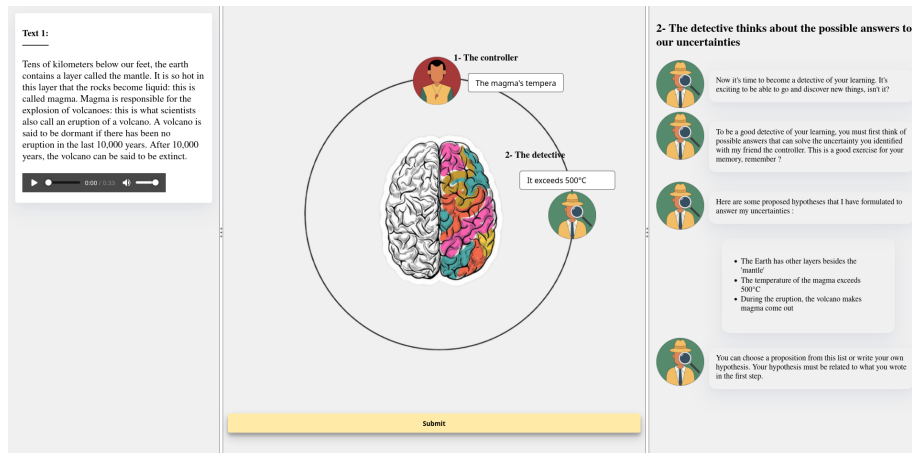 Text 1:
Tens of kilometers below our feet, the earth
contains a layer called the mantle. It is so hot in
this layer that the rocks become liquid: this is
called magma. Magma is responsible for the
explosion of volcanoes: this is what scientists
also call an eruption of a volcano. A volcano is
said to be dormant if there has been no
eruption in the last 10,000 years. After 10,000
years, the volcano can be said to be extinct.
0:00 / 0:33
1- The controller
The magma's tempera
2- The detective
It exceeds 500°C
Submit
2- The detective thinks about the possible answers to
our uncertainties
Now it's time to become a detective of your learning. It's
exciting to be able to go and discover new things, isn't it?
To be a good detective of your learning, you must first think of
possible answers that can solve the uncertainty you identified
with my friend the controller. This is a good exercise for your
memory, remember ?
Here are some proposed hypotheses that I have formulated to
answer my uncertainties :
• The Earth has other layers besides the
'mantle'
• The temperature of the magma exceeds
500°C
• During the eruption, the volcano makes
magma come out
You can choose a proposition from this list or write your own
hypothesis. Your hypothesis must be related to what you wrote
in the first step.